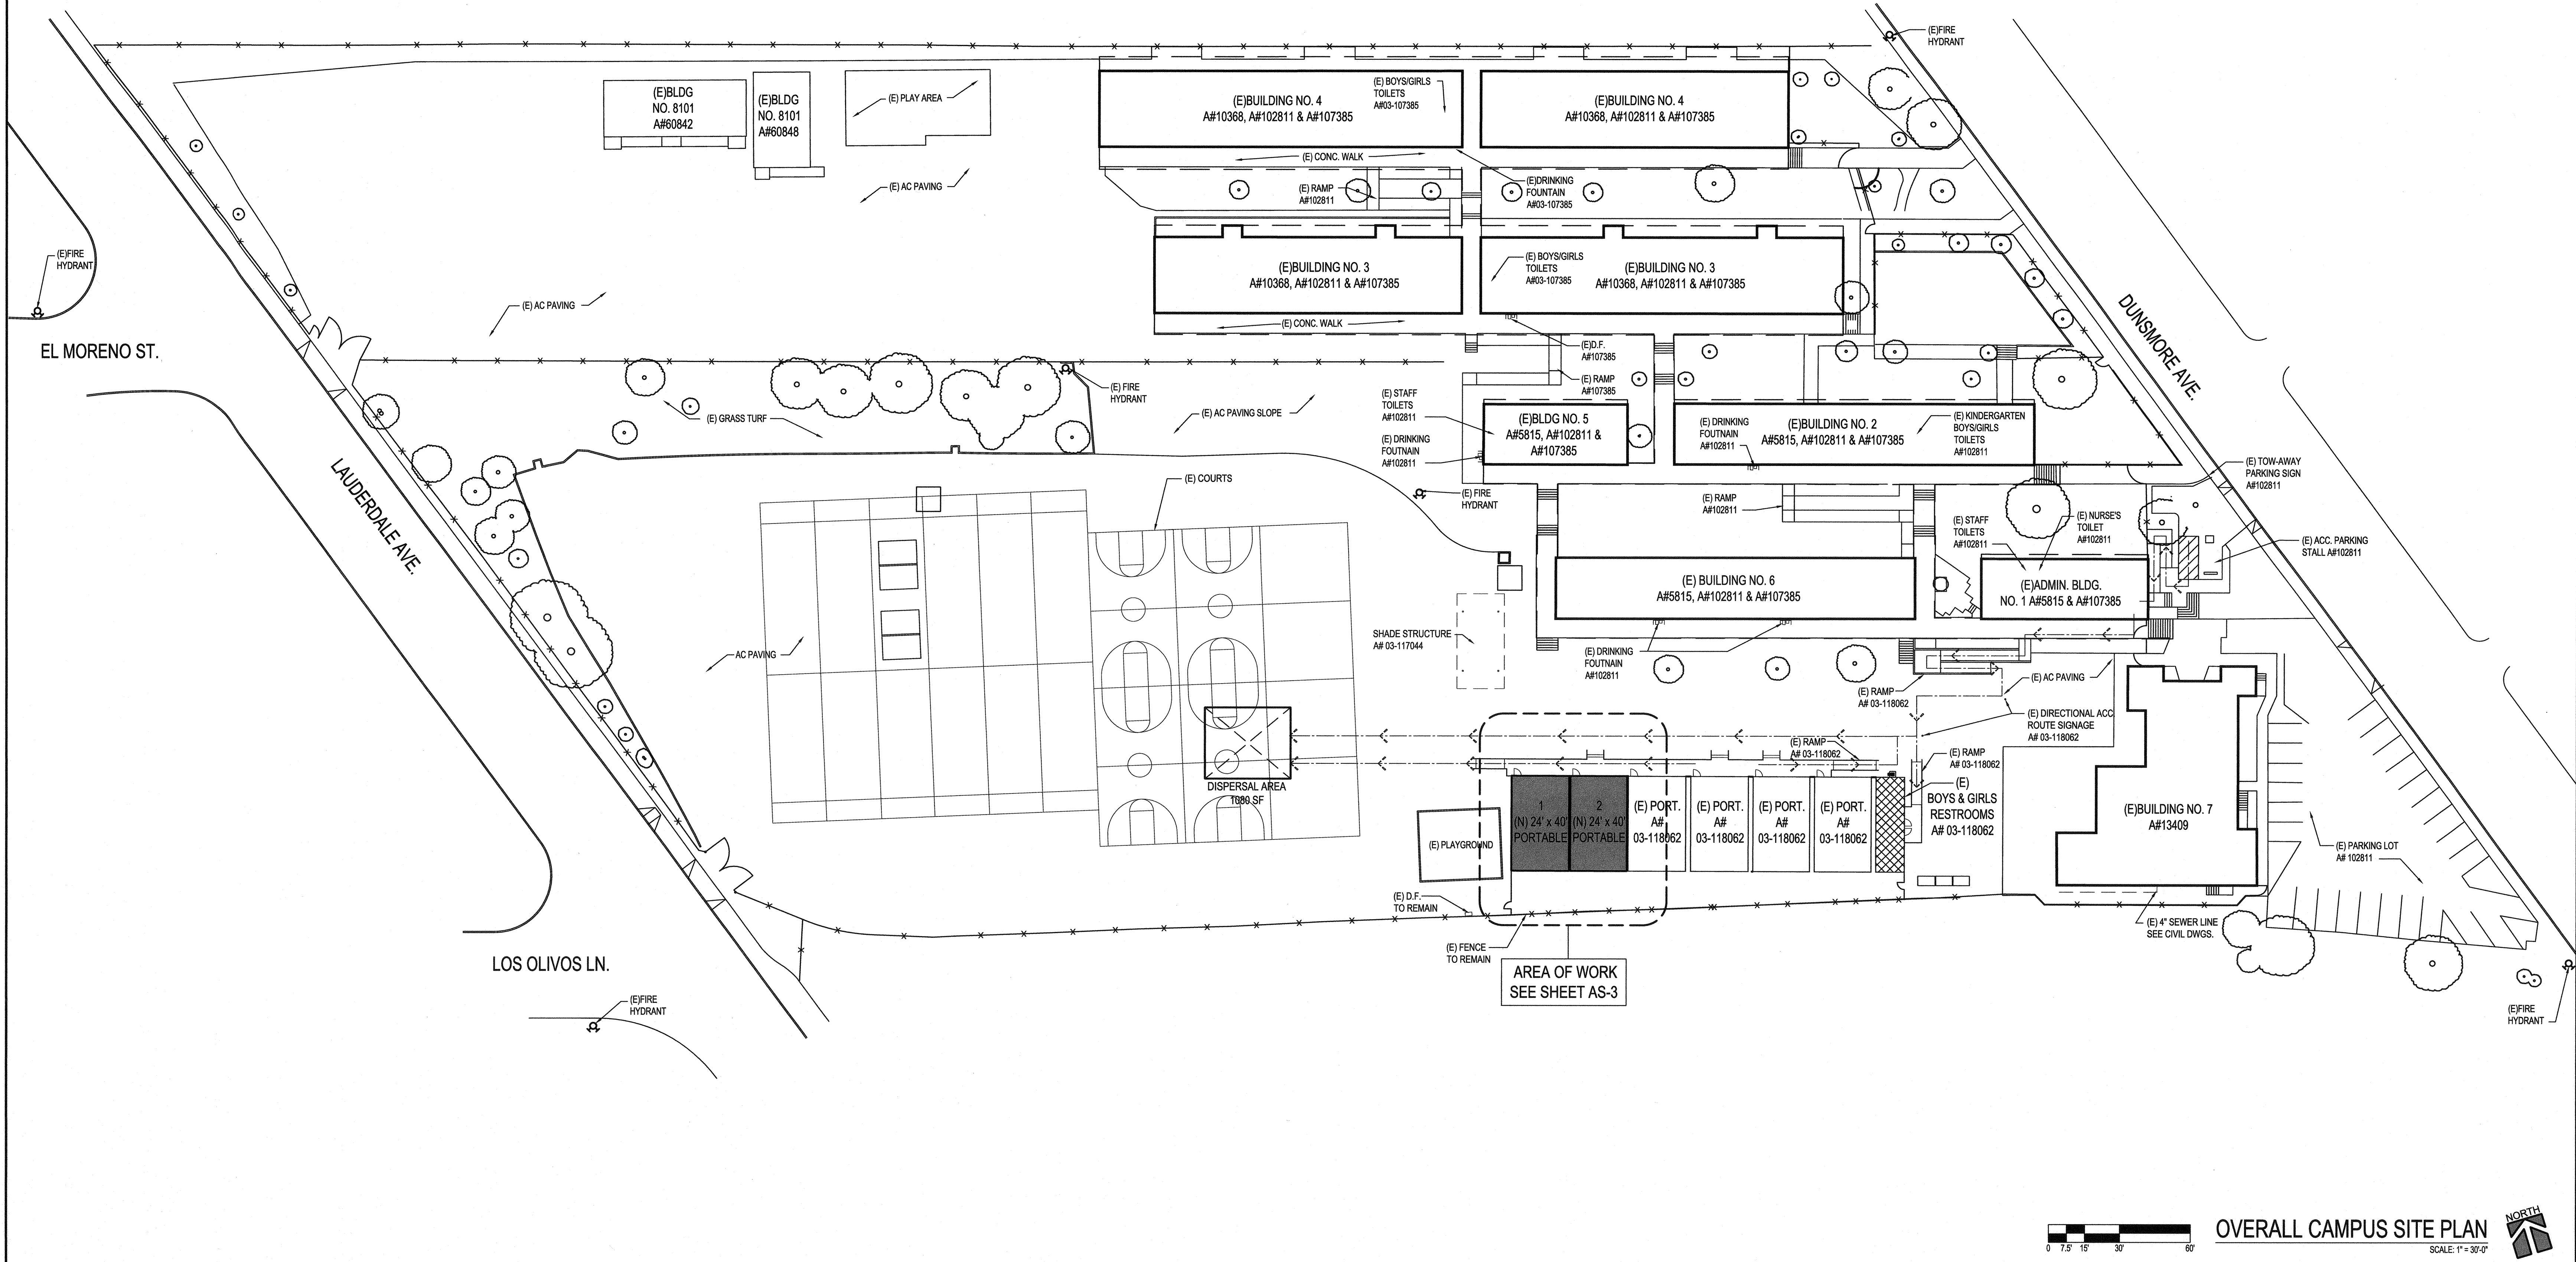 (E)FIRE
HYDRANT
(E)BLDG
NO. 8101
A#60842
(E)BLDG
NO. 8101
A#60848
(E) PLAY AREA
(E) BOYS/GIRLS
TOILETS
A#03-107385
(E)BUILDING NO. 4
A#10368, A#102811 & A#107385
(E)BUILDING NO. 4
A#10368, A#102811 & A#107385
(E) CONC. WALK
(E) AC PAVING
(E) RAMP
A#102811
(E)DRINKING
FOUNTAIN
A#03-107385
(E)FIRE
HYDRANT
(E)BUILDING NO. 3
A#10368, A#102811 & A#107385
(E) BOYS/GIRLS
TOILETS
A#03-107385
(E)BUILDING NO. 3
A#10368, A#102811 & A#107385
(E) AC PAVING
(E) CONC. WALK
EL MORENO ST.
DUNSMORE AVE.
(E)D.F.
A#107385
(E) RAMP
A#107385
(E) FIRE
HYDRANT
(E) GRASS TURF
(E) AC PAVING SLOPE
(E) STAFF
TOILETS
A#102811
(E) DRINKING
FOUTNAIN
A#102811
(E)BLDG NO. 5
A#5815, A#102811 &
A#107385
(E) DRINKING
FOUTNAIN
A#102811
(E)BUILDING NO. 2
A#5815, A#102811 & A#107385
(E) KINDERGARTEN
BOYS/GIRLS
TOILETS
A#102811
LAUDERDALE AVE.
(E) COURTS
(E) FIRE
HYDRANT
(E) RAMP
A#102811
(E) TOW-AWAY
PARKING SIGN
A#102811
(E) STAFF
TOILETS
A#102811
(E) NURSE'S
TOILET
A#102811
(E) ACC. PARKING
STALL A#102811
(E) BUILDING NO. 6
A#5815, A#102811 & A#107385
(E)ADMIN. BLDG.
NO. 1 A#5815 & A#107385
AC PAVING
SHADE STRUCTURE
A# 03-117044
(E) DRINKING
FOUTNAIN
A#102811
(E) RAMP
A# 03-118062
(E) AC PAVING
(E) DIRECTIONAL ACC.
ROUTE SIGNAGE
A# 03-118062
(E) RAMP
A# 03-118062
(E) RAMP
A# 03-118062
DISPERSAL AREA
1080 SF
(E) PLAYGROUND
1
(N) 24' x 40'
PORTABLE
2
(N) 24' x 40'
PORTABLE
(E) PORT.
A#
03-118062
(E) PORT.
A#
03-118062
(E) PORT.
A#
03-118062
(E) PORT.
A#
03-118062
(E)
BOYS & GIRLS
RESTROOMS
A# 03-118062
(E)BUILDING NO. 7
A#13409
(E) PARKING LOT
A# 102811
(E) D.F.
TO REMAIN
(E) FENCE
TO REMAIN
(E) 4" SEWER LINE
SEE CIVIL DWGS.
AREA OF WORK
SEE SHEET AS-3
LOS OLIVOS LN.
(E)FIRE
HYDRANT
(E)FIRE
HYDRANT
0 7.5' 15' 30' 60'
OVERALL CAMPUS SITE PLAN
SCALE: 1" = 30'-0"
NORTH